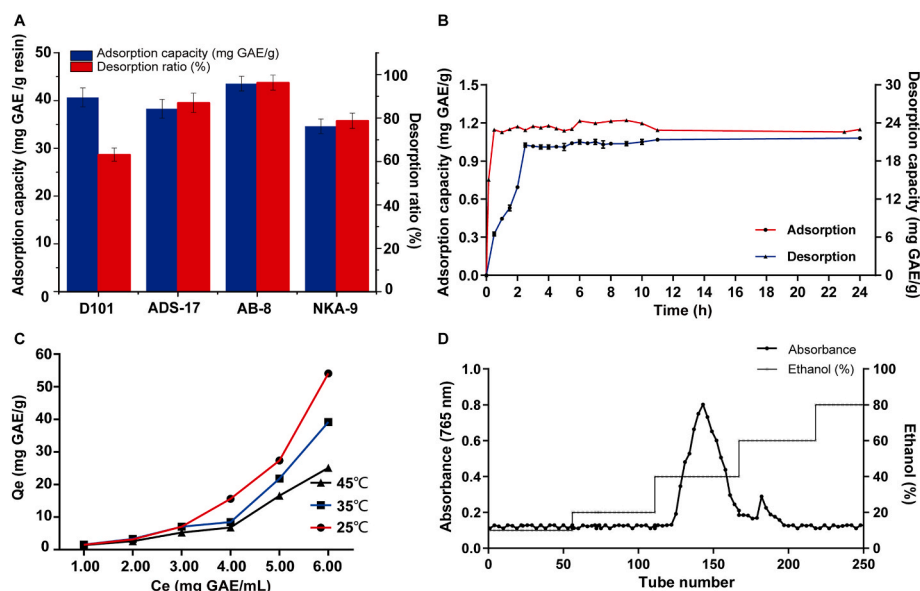 A
Adsorption capacity (mg GAE /g resin)
50
40
30
20
10
0
Adsorption capacity (mg GAE/g)
Desorption ratio (%)
100
80
60
40
20
0
Desorption ratio
(%)
D101
ADS-17
AB-8
NKA-9
B
Adsorption capacity (mg GAE/g)
1.5
1.2
0.9
0.6
0.3
0.0
Adsorption
Desorption
30
24
18
12
6
0
Desorption capacity
(mg GAE/g)
0 2 4 6 8 10 12 14 16 18 20 22 24
Time (h)
C
Qe (mg GAE/g)
60
50
40
30
20
10
0
45℃
35℃
25℃
1.00 2.00 3.00 4.00 5.00 6.00
Ce (mg GAE/mL)
D
Absorbance
Ethanol (%)
Absorbance (765 nm)
1.0
0.8
0.6
0.4
0.2
0.0
100
80
60
40
20
0
Ethanol (%)
0 50 100 150 200 250
Tube number